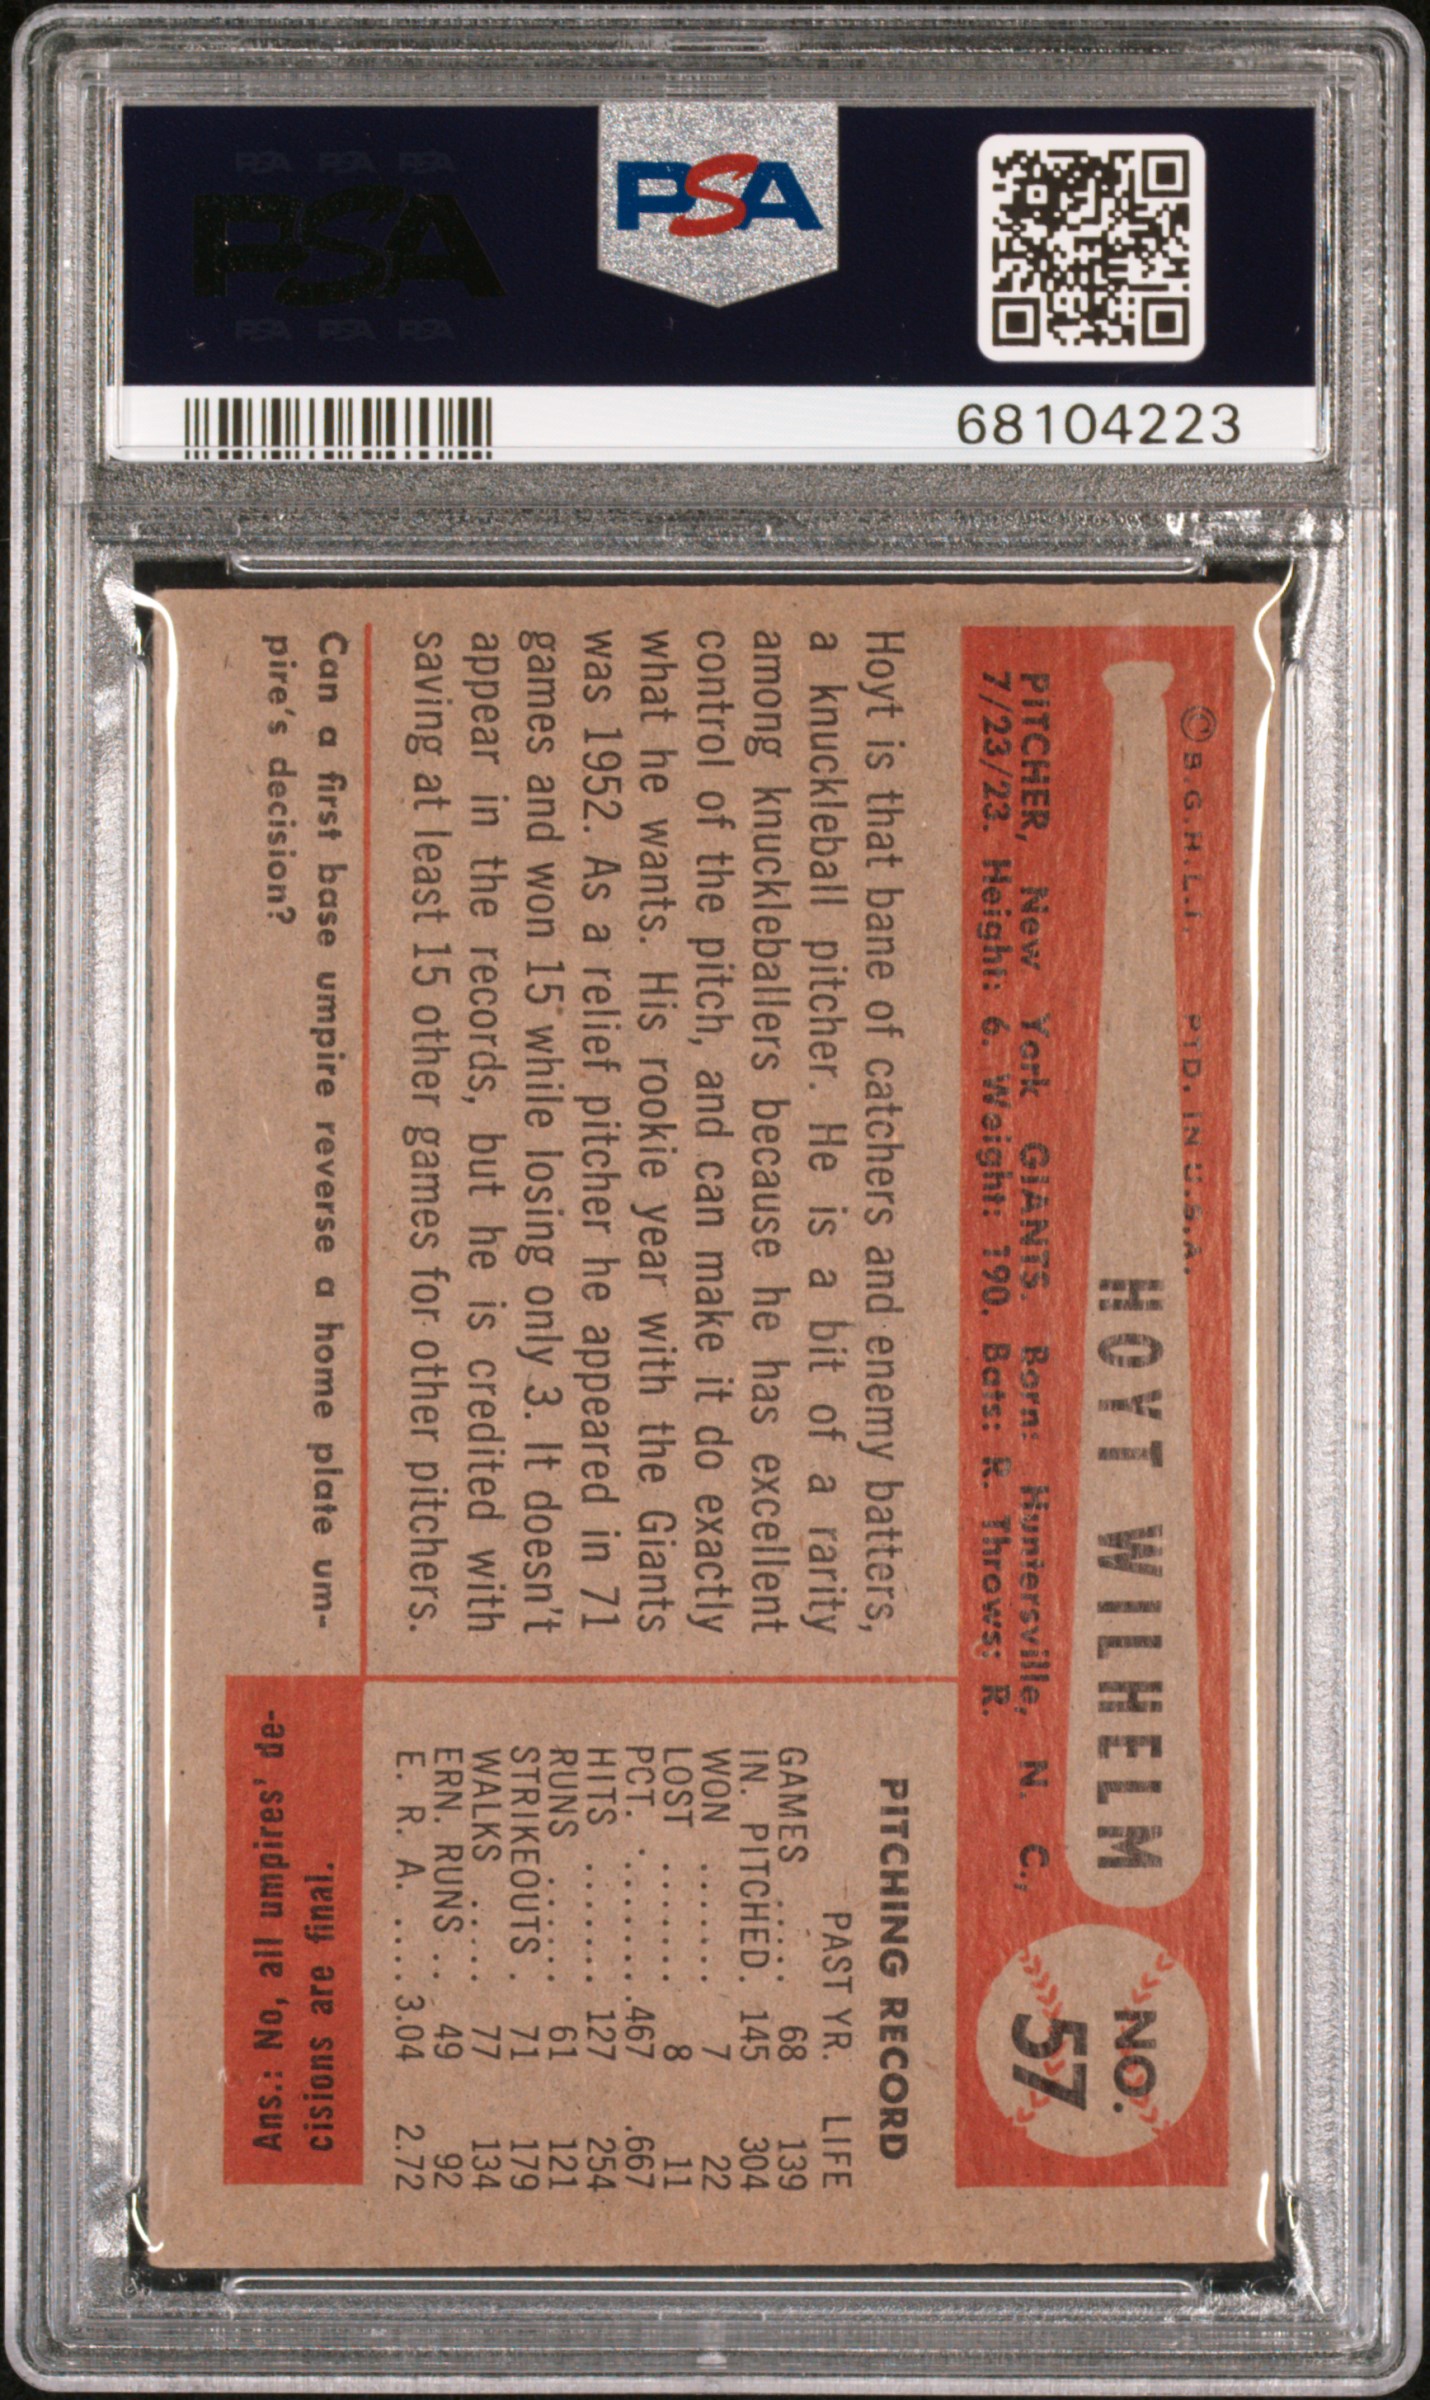 PSA PSA PSA
PSA
PSA PSA PSA
PSA
68104223
© B.G.H.L.I. PTD. IN U.S.A.
HOYT WILHELM
NO.
57
PITCHER, New York GIANTS. Born: Huntersville, N. C.,
7/23/23. Height: 6. Weight: 190. Bats: R. Throws: R.
Hoyt is that bane of catchers and enemy batters,
a knuckleball pitcher. He is a bit of a rarity
among knuckleballers because he has excellent
control of the pitch, and can make it do exactly
what he wants. His rookie year with the Giants
was 1952. As a relief pitcher he appeared in 71
games and won 15 while losing only 3. It doesn't
appear in the records, but he is credited with
saving at least 15 other games for other pitchers.
PITCHING RECORD
PAST YR. LIFE
GAMES ..... 68 139
IN. PITCHED. 145 304
WON ...... 7 22
LOST ....... 8 11
PCT. ........467 .667
HITS ....... 127 254
RUNS ...... 61 121
STRIKEOUTS . 71 179
WALKS ..... 77 134
ERN. RUNS .. 49 92
E. R. A. ....3.04 2.72
Can a first base umpire reverse a home plate um-
pire's decision?
Ans.: No, all umpires' de-
cisions are final.